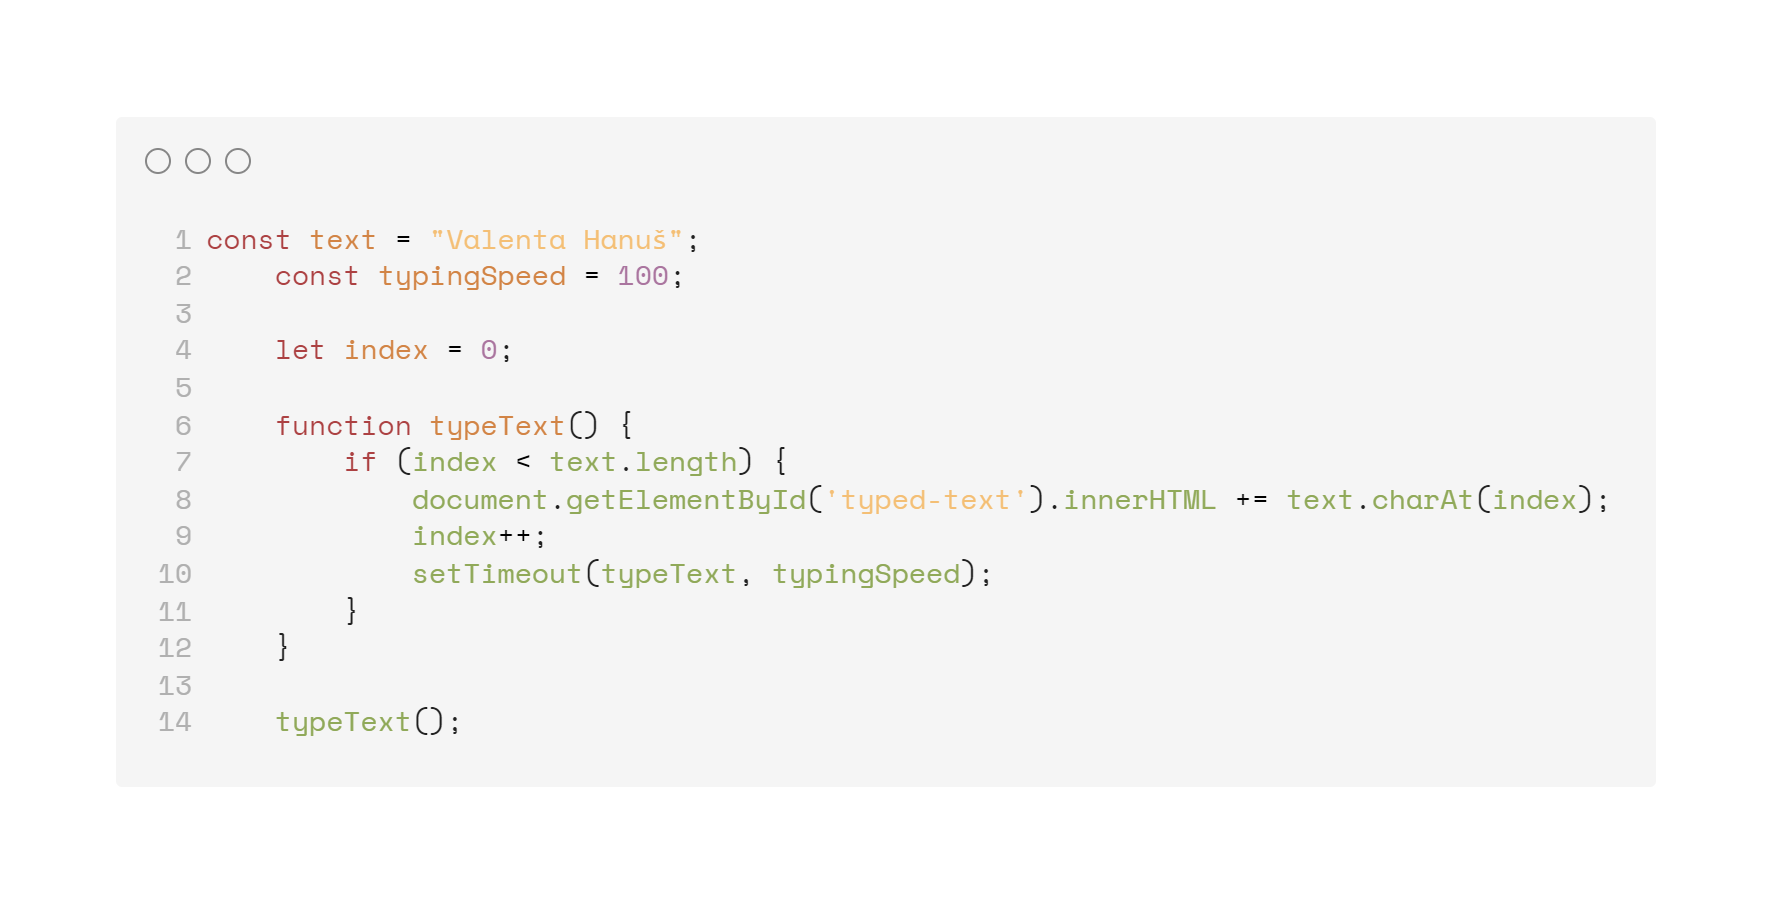 1 const text = "Valenta Hanuš";
2     const typingSpeed = 100;
3
4     let index = 0;
5
6     function typeText() {
7         if (index < text.length) {
8             document.getElementById('typed-text').innerHTML += text.charAt(index);
9             index++;
10             setTimeout(typeText, typingSpeed);
11         }
12     }
13
14     typeText();